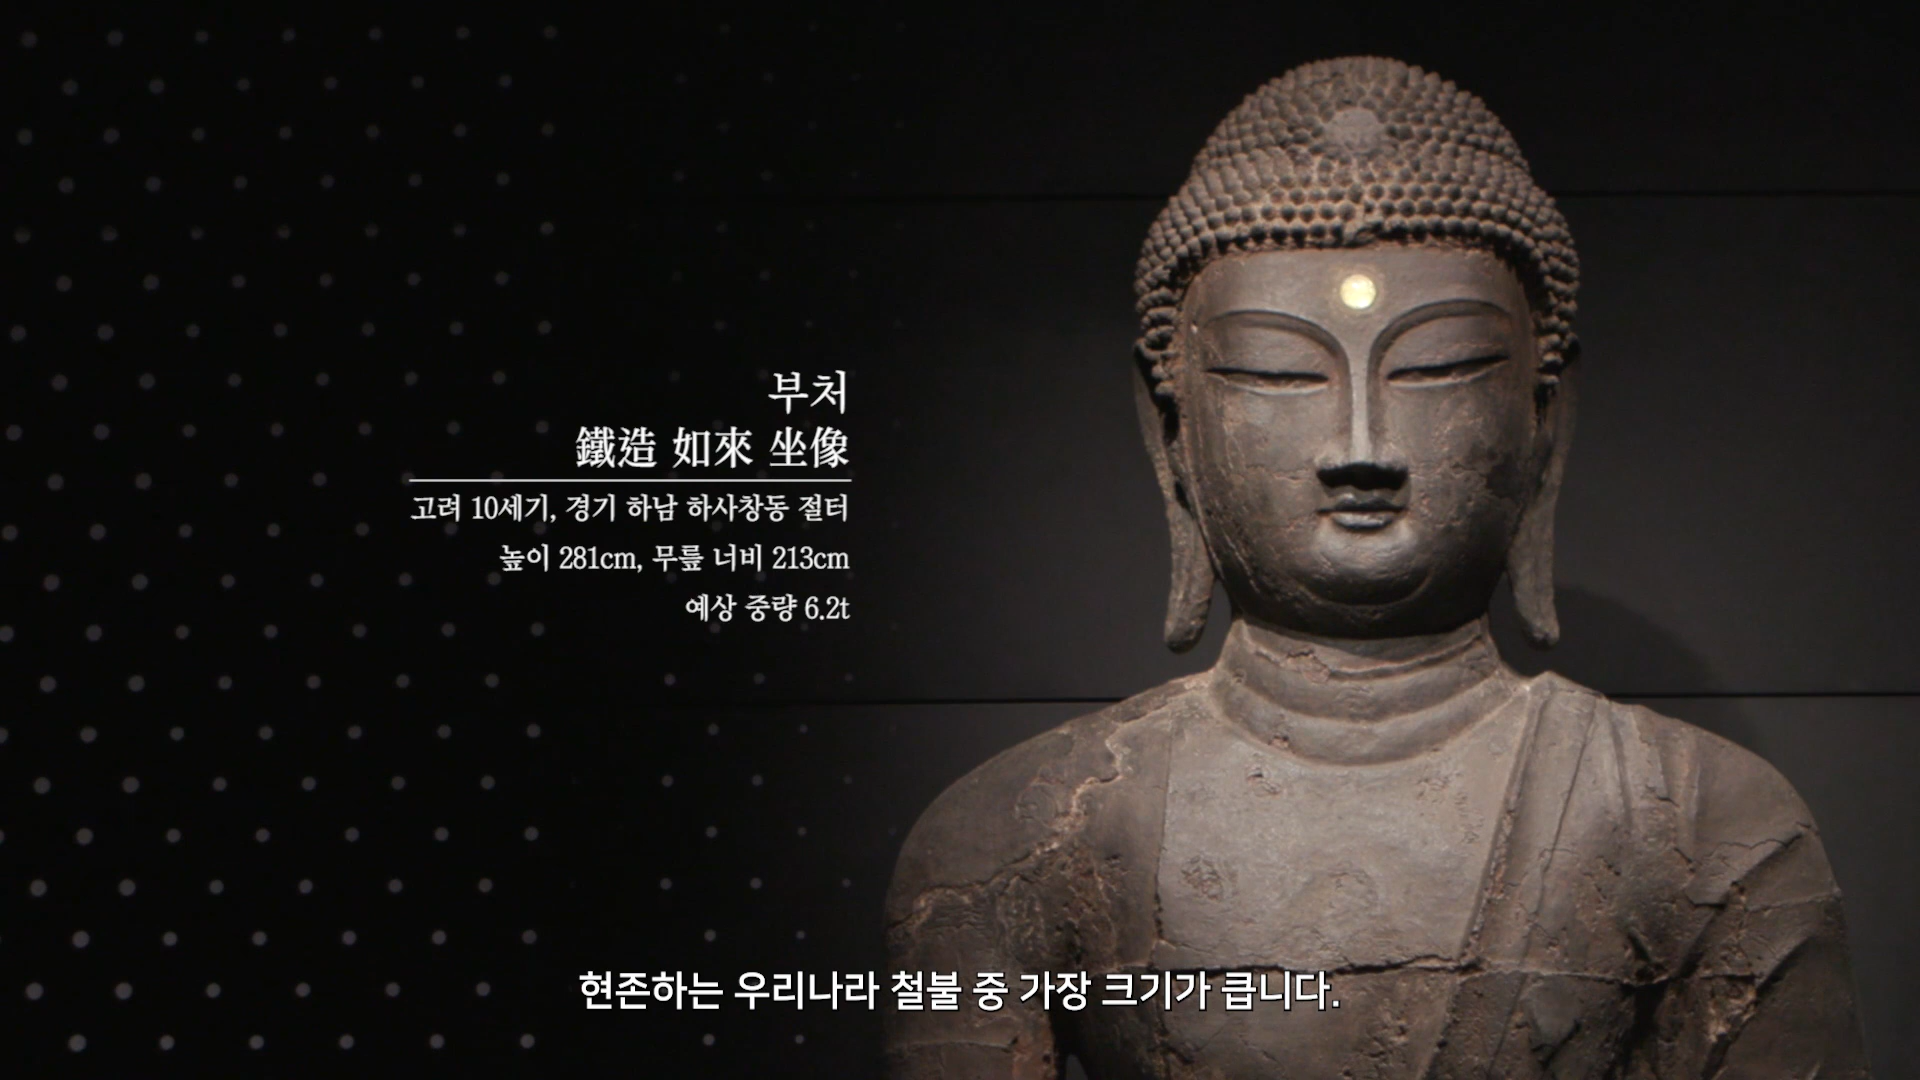 부처
鐵造 如來 坐像
고려 10세기, 경기 하남 하사창동 절터
높이 281cm, 무릎 너비 213cm
예상 중량 6.2t
현존하는 우리나라 철불 중 가장 크기가 큽니다.